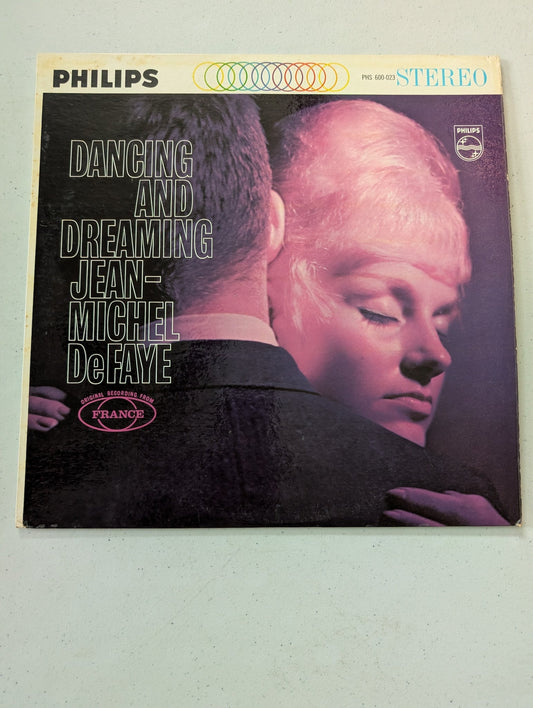 PHILIPS
PHS 600-023 STEREO
PHILIPS
DANCING
AND
DREAMING
JEAN-
MICHEL
DeFAYE
ORIGINAL RECORDING FROM
FRANCE